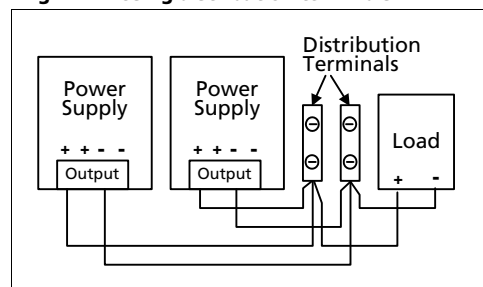 Distribution
Terminals
Power
Supply
+ + - -
Output
Power
Supply
+ + - -
Output
Load
+ -